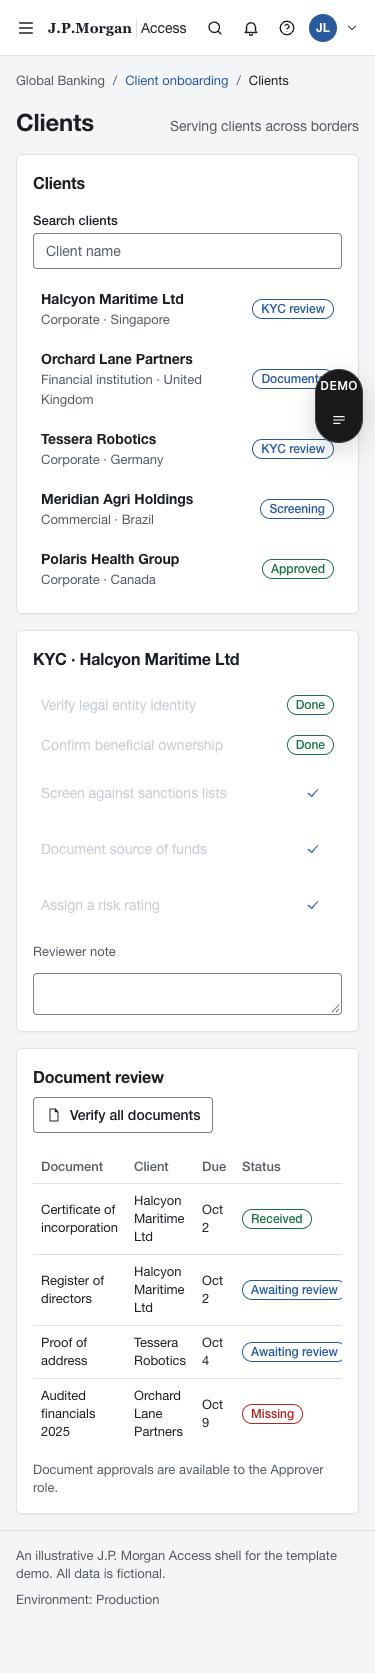 J.P.Morgan Access JL
Global Banking / Client onboarding / Clients
Clients Serving clients across borders
Clients
Search clients
Client name
Halcyon Maritime Ltd
Corporate · Singapore
KYC review
Orchard Lane Partners
Financial institution · United
Kingdom
Documents
DEMO
Tessera Robotics
Corporate · Germany
KYC review
Meridian Agri Holdings
Commercial · Brazil
Screening
Polaris Health Group
Corporate · Canada
Approved
KYC · Halcyon Maritime Ltd
Verify legal entity identity Done
Confirm beneficial ownership Done
Screen against sanctions lists
Document source of funds
Assign a risk rating
Reviewer note
Document review
Verify all documents
Document Client Due Status
Certificate of
incorporation
Halcyon
Maritime
Ltd
Oct
2
Received
Register of
directors
Halcyon
Maritime
Ltd
Oct
2
Awaiting review
Proof of
address
Tessera
Robotics
Oct
4
Awaiting review
Audited
financials
2025
Orchard
Lane
Partners
Oct
9
Missing
Document approvals are available to the Approver
role.
An illustrative J.P. Morgan Access shell for the template
demo. All data is fictional.
Environment: Production